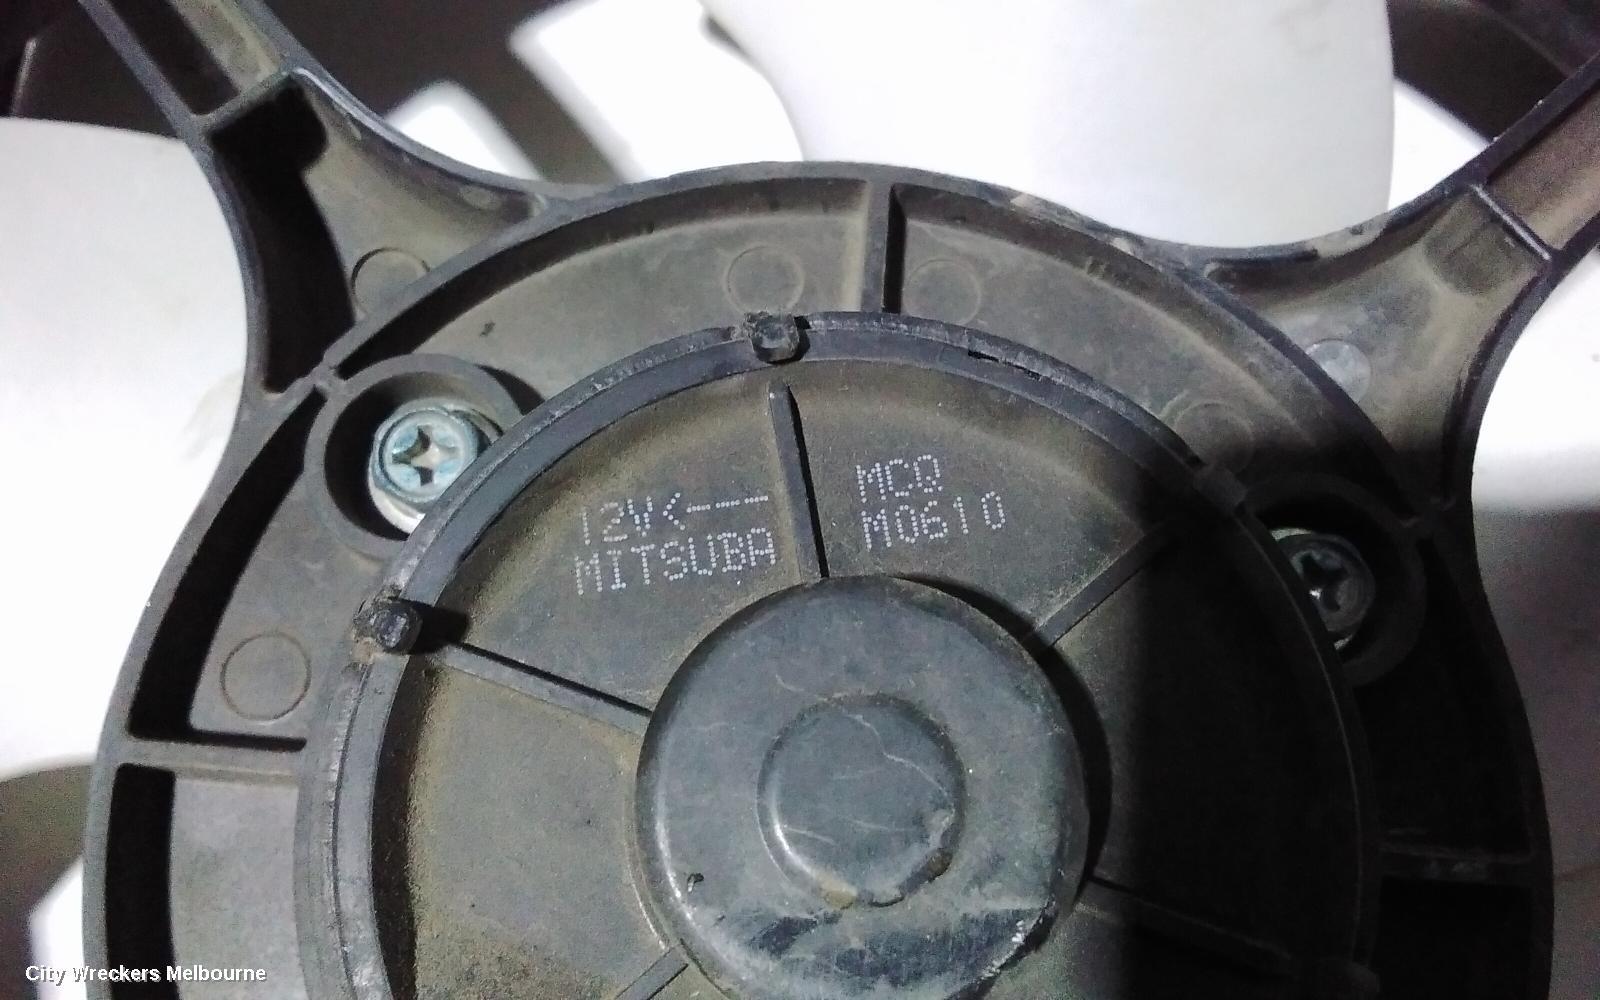 12V<---
MITSUBA
MCQ
M0610
City Wreckers Melbourne